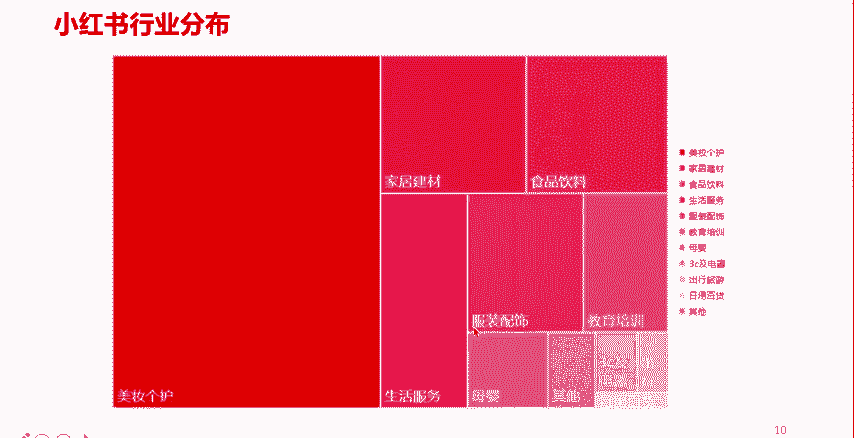 小红书行业分布
家居建材
食品饮料
服装配饰
教育培训
美妆个护
生活服务
母婴
其他
美妆个护
家居建材
食品饮料
生活服务
服装配饰
教育培训
母婴
3c及电器
出行旅游
日用百货
其他
10